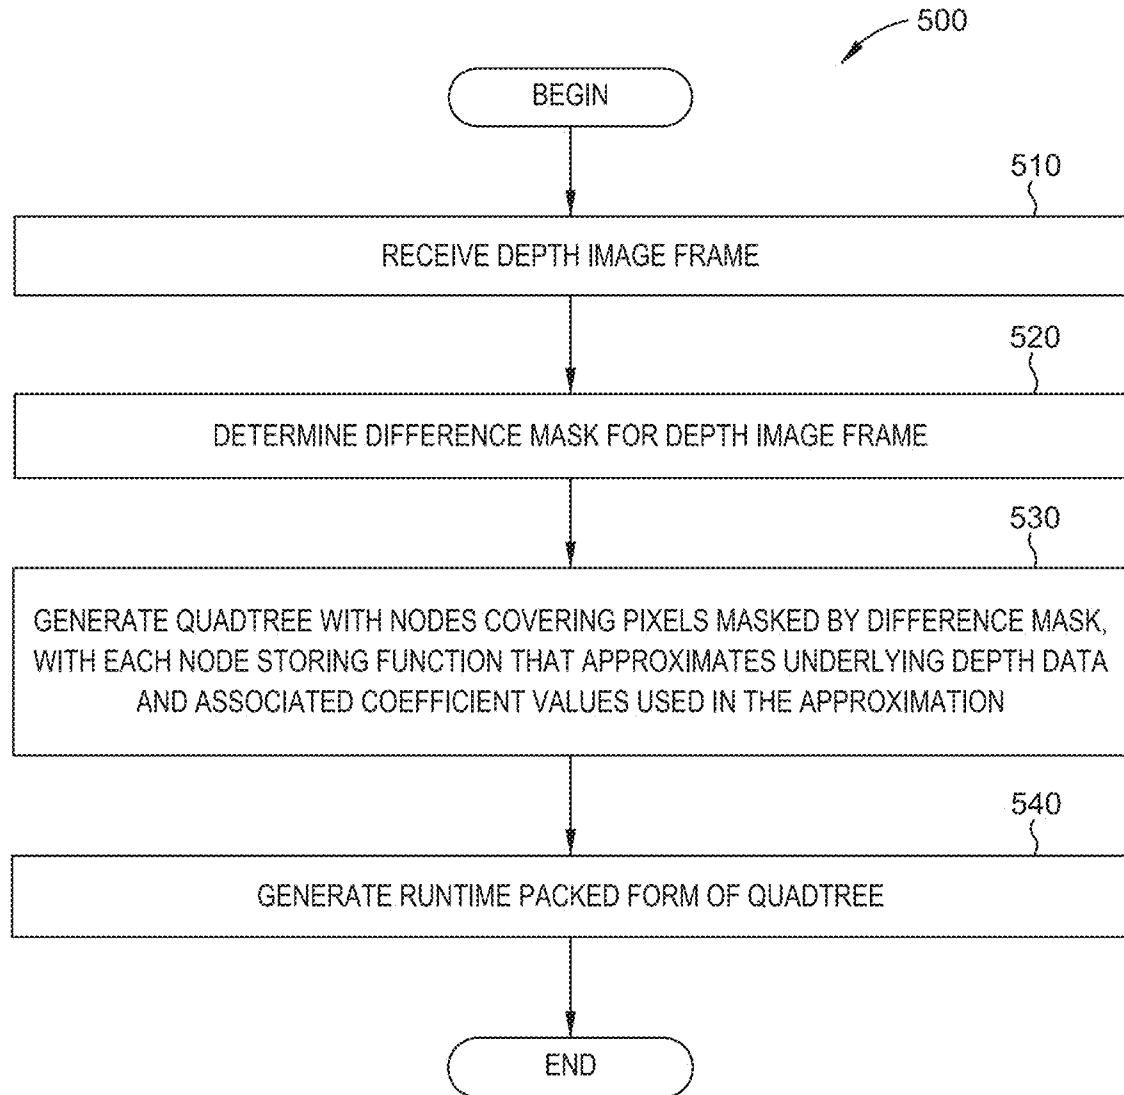 500
BEGIN
510
RECEIVE DEPTH IMAGE FRAME
520
DETERMINE DIFFERENCE MASK FOR DEPTH IMAGE FRAME
530
GENERATE QUADTREE WITH NODES COVERING PIXELS MASKED BY DIFFERENCE MASK,
WITH EACH NODE STORING FUNCTION THAT APPROXIMATES UNDERLYING DEPTH DATA
AND ASSOCIATED COEFFICIENT VALUES USED IN THE APPROXIMATION
540
GENERATE RUNTIME PACKED FORM OF QUADTREE
END